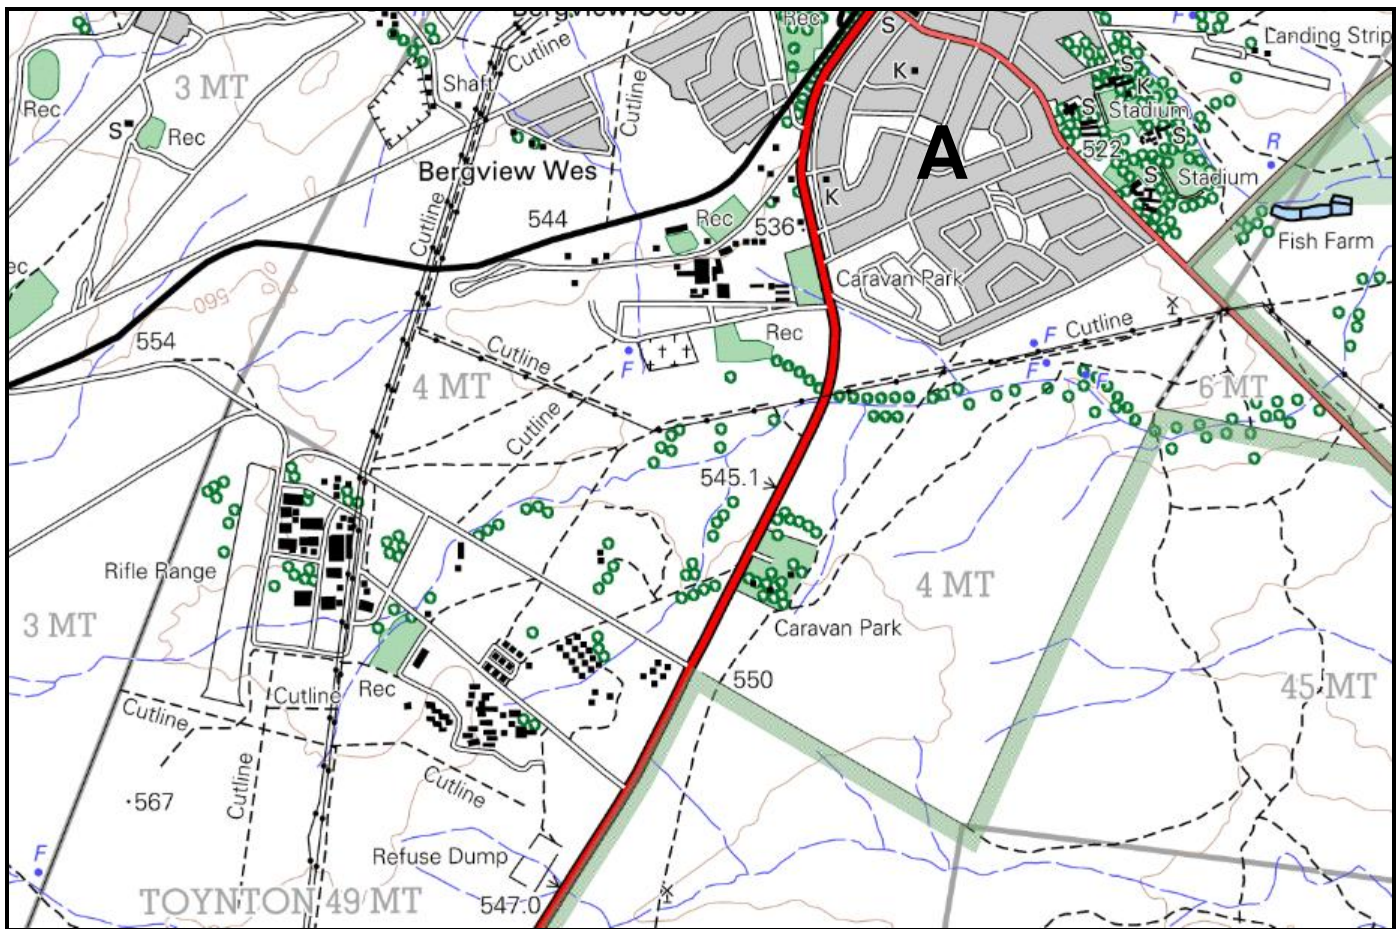 Bergview Wes
Rec
S
F
Landing Strip
Cutline
3 MT
Shaft
Cutline
K
S
K
Stadium
S
S
Rec
S
Rec
A
522
R
Bergview Wes
S
Stadium
K
Cutline
544
Rec
536
Fish Farm
Caravan Park
560
554
Rec
Cutline
F
Cutline
F
F
F
4 MT
6 MT
Cutline
545.1
Rifle Range
4 MT
3 MT
Caravan Park
550
45 MT
Cutline
Rec
Cutline
Cutline
Cutline
567
F
Refuse Dump
TOYNTON 49 MT
547.0